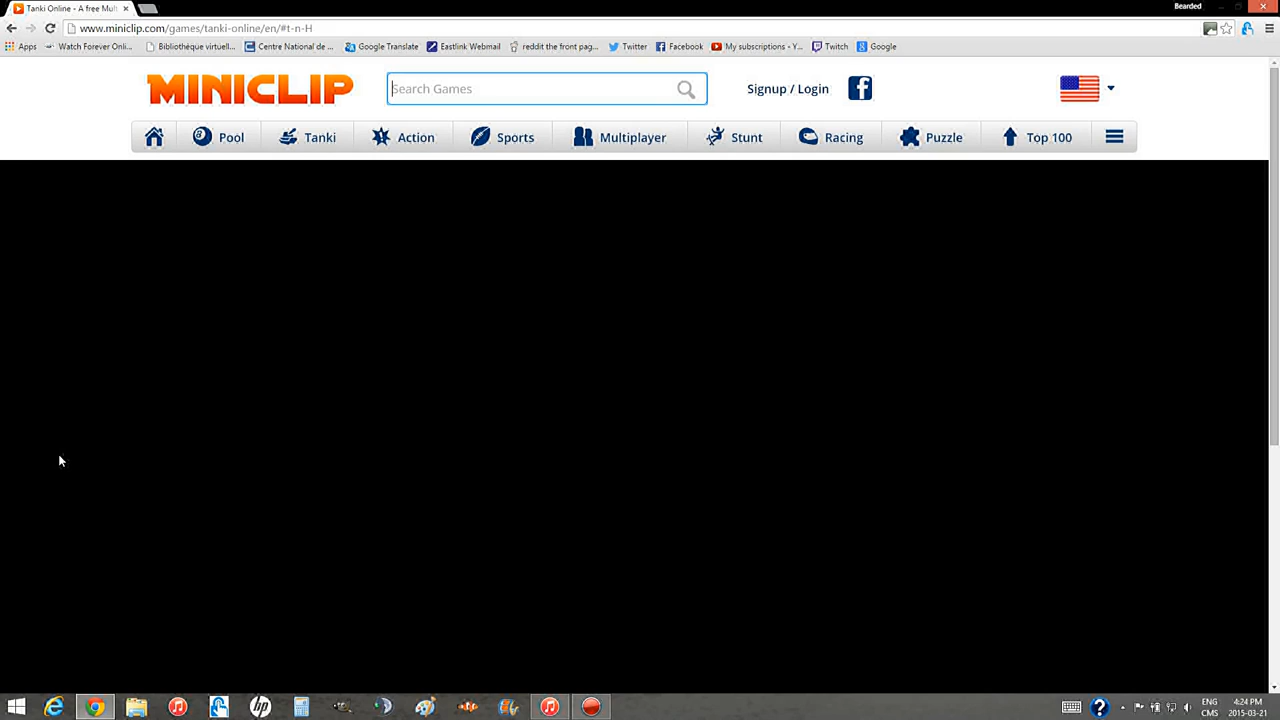 Bearded
Tanki Online - A free Mult
www.miniclip.com/games/tanki-online/en/#t-n-H
Apps Watch Forever Onli... Bibliothèque virtuell... Centre National de ... Google Translate Eastlink Webmail reddit the front pag... Twitter Facebook My subscriptions - Y... Twitch Google
MINICLIP Search Games Signup / Login
Pool Tanki Action Sports Multiplayer Stunt Racing Puzzle Top 100
ENG 4:24 PM
CMS 2015-03-21